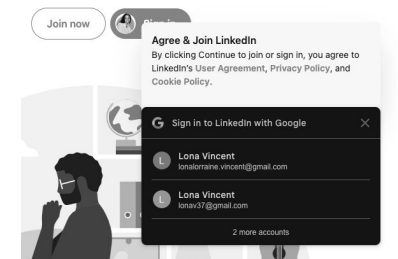 Join now
Agree & Join LinkedIn
By clicking Continue to join or sign in, you agree to
LinkedIn's User Agreement, Privacy Policy, and
Cookie Policy.
G Sign in to LinkedIn with Google
L Lona Vincent
lonalorraine.vincent@gmail.com
L Lona Vincent
lonav37@gmail.com
2 more accounts